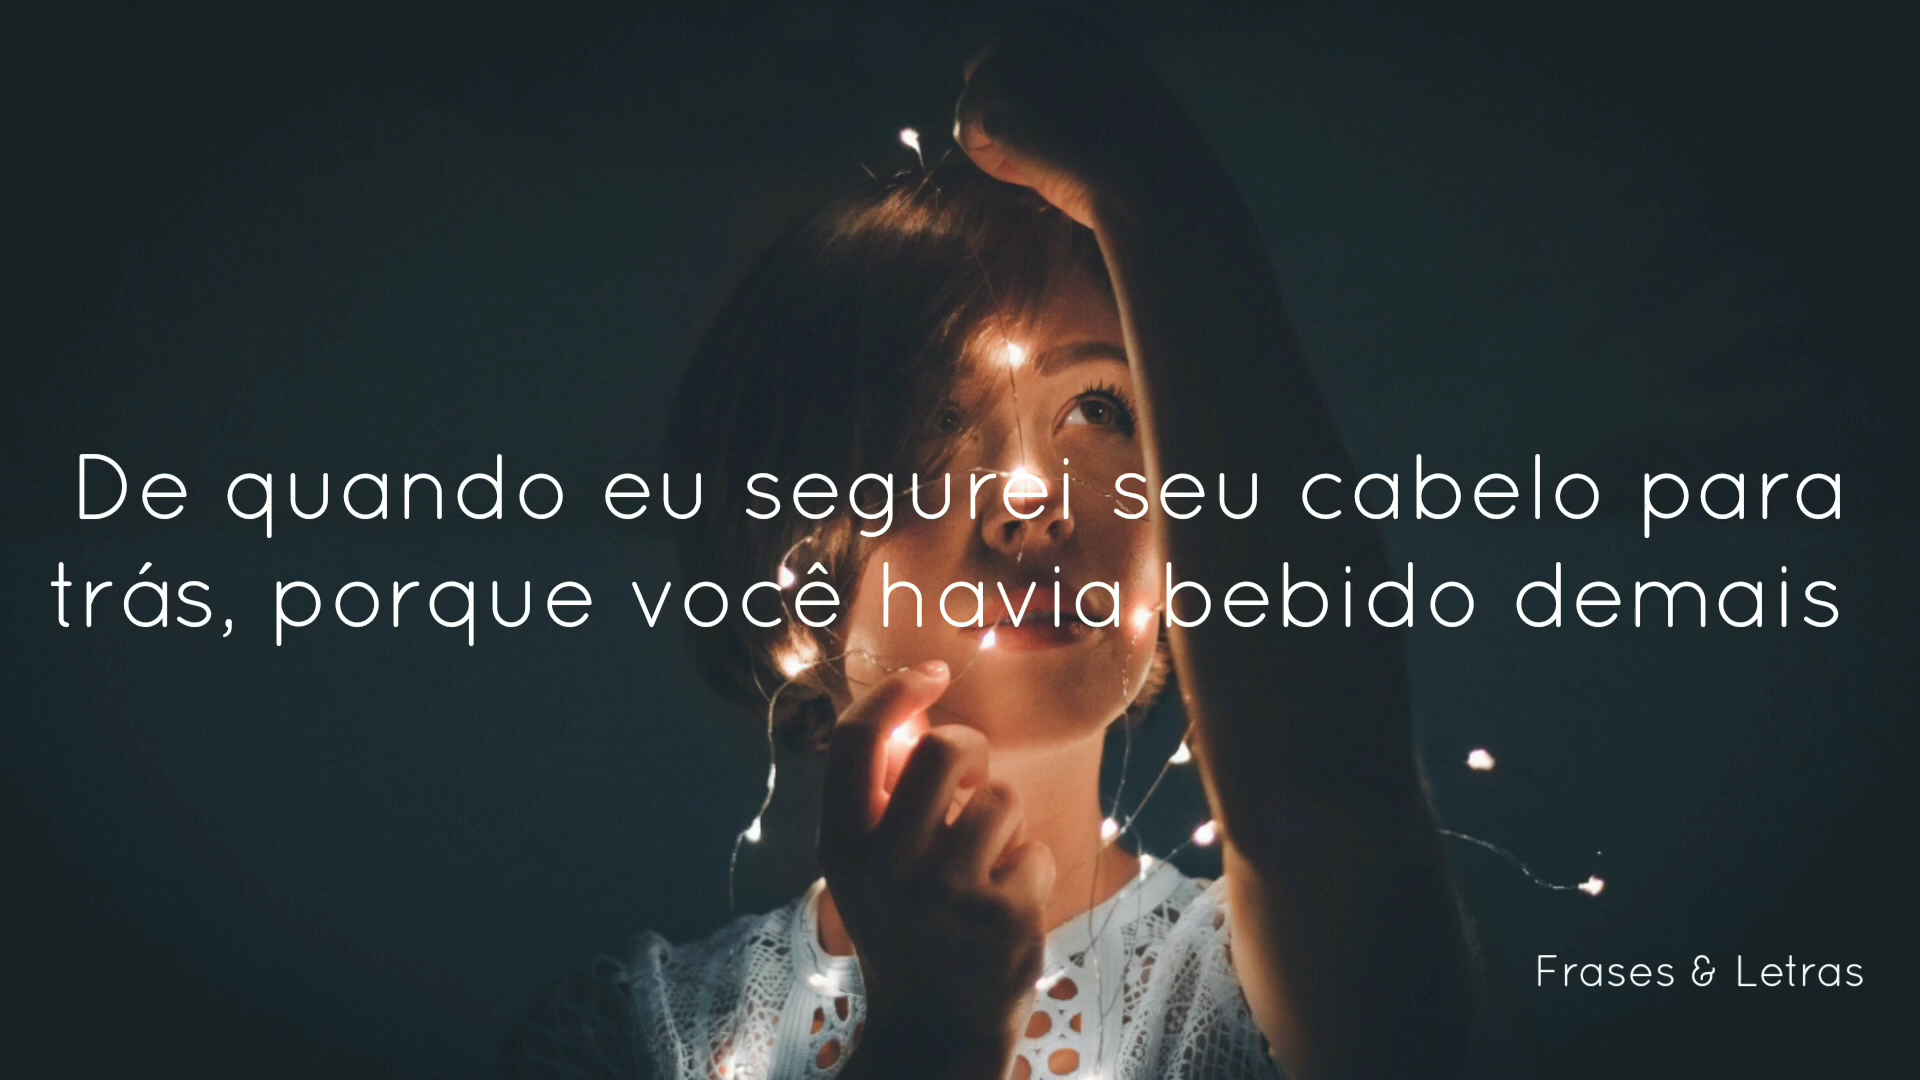 De quando eu segurei seu cabelo para
trás, porque você havia bebido demais
Frases & Letras